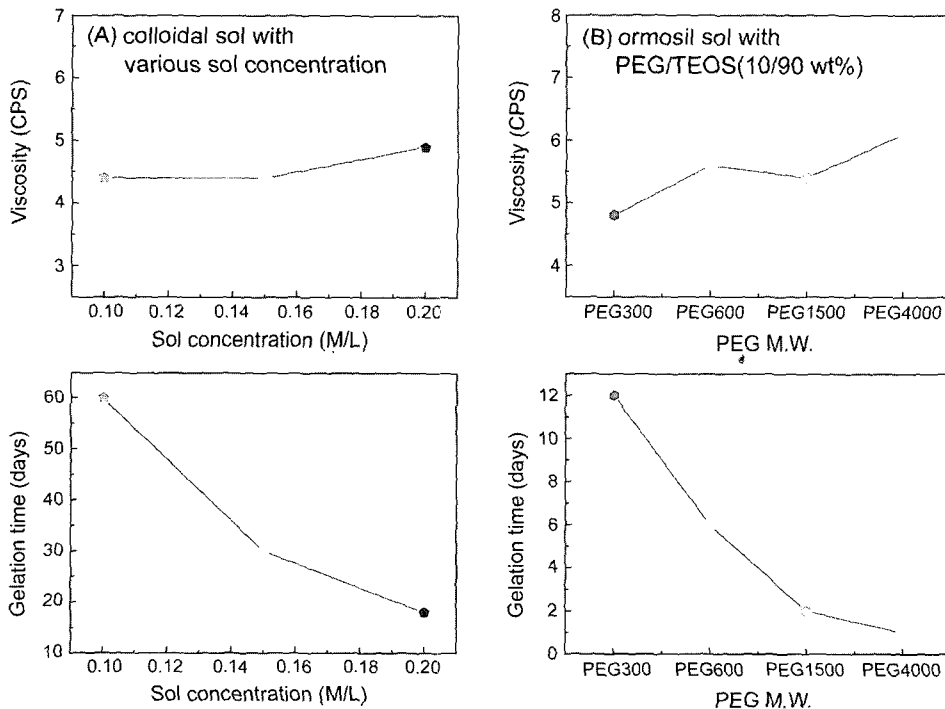 (A) colloidal sol with
various sol concentration
Viscosity (CPS)
7
6
5
4
3
0.10
0.12
0.14
0.16
0.18
0.20
Sol concentration (M/L)
(B) ormosil sol with
PEG/TEOS(10/90 wt%)
Viscosity (CPS)
8
7
6
5
4
PEG300
PEG600
PEG1500
PEG4000
PEG M.W.
Gelation time (days)
60
50
40
30
20
10
0.10
0.12
0.14
0.16
0.18
0.20
Sol concentration (M/L)
Gelation time (days)
12
10
8
6
4
2
0
PEG300
PEG600
PEG1500
PEG4000
PEG M.W.